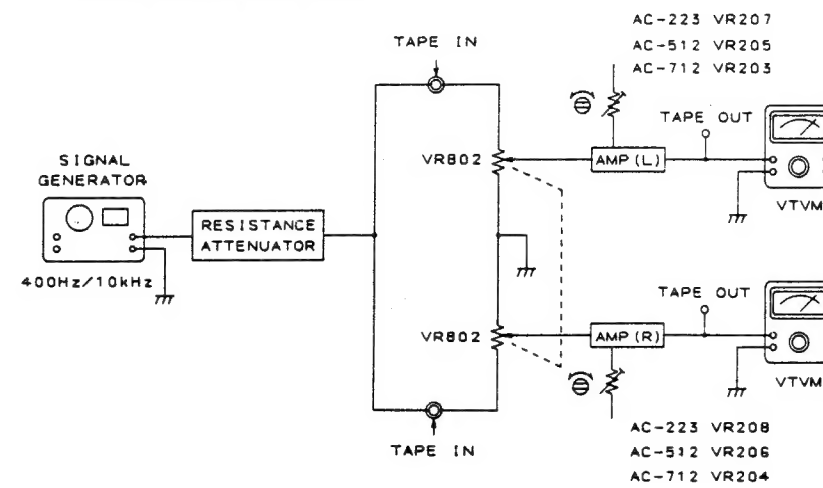 AC-223 VR207
AC-512 VR205
AC-712 VR203
TAPE IN
TAPE OUT
VR802
AMP(L)
VTVM
SIGNAL
GENERATOR
RESISTANCE
ATTENUATOR
400Hz/10kHz
TAPE OUT
VR802
AMP(R)
VTVM
TAPE IN
AC-223 VR208
AC-512 VR206
AC-712 VR204